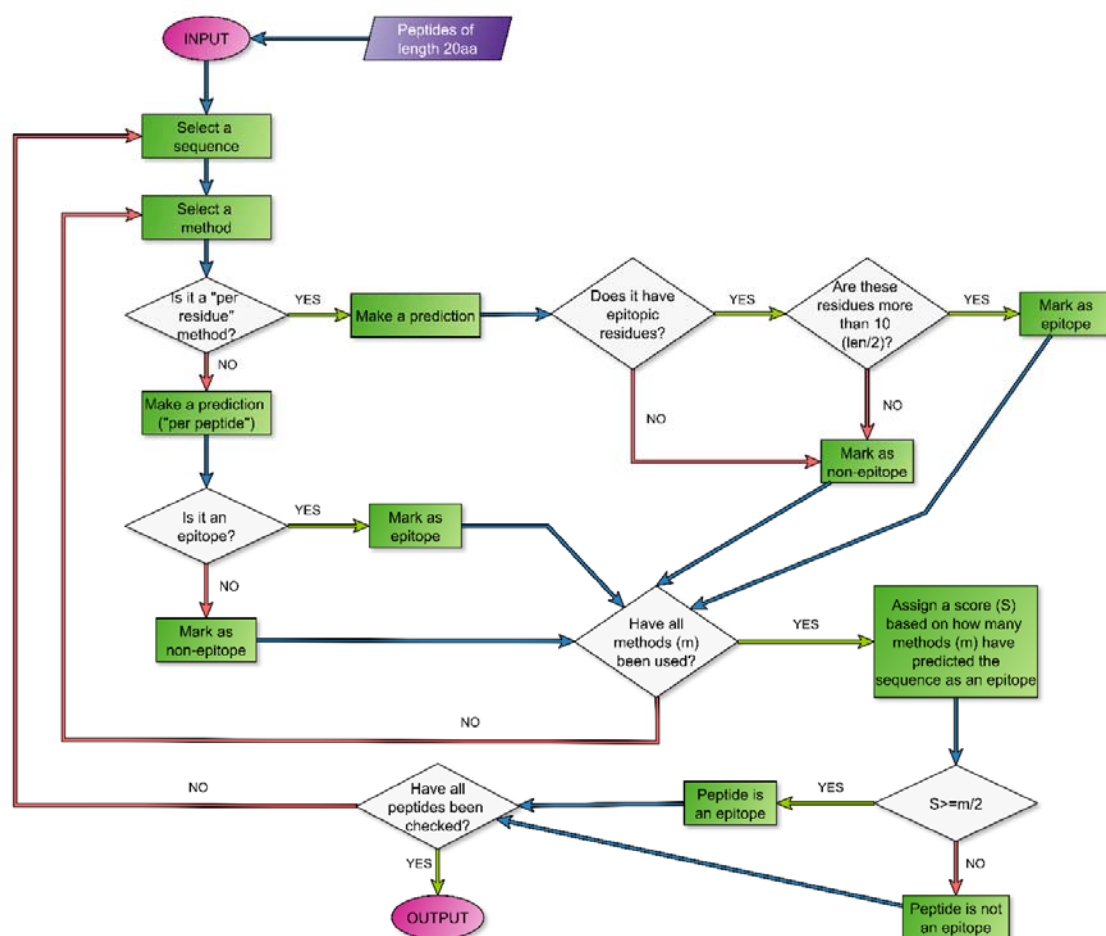 INPUT
Peptides of
length 20aa
Select a
sequence
Select a
method
Is it a "per
residue"
method?
YES
Make a prediction
Does it have
epitopic
residues?
YES
Are these
residues more
than 10
(len/2)?
YES
Mark as
epitope
NO
Make a prediction
("per peptide")
NO
NO
Mark as
non-epitope
Is it an
epitope?
YES
Mark as
epitope
NO
Mark as
non-epitope
Have all
methods (m)
been used?
YES
Assign a score (S)
based on how many
methods (m) have
predicted the
sequence as an epitope
NO
NO
Have all
peptides been
checked?
Peptide is
an epitope
YES
S>=m/2
YES
NO
OUTPUT
Peptide is not
an epitope